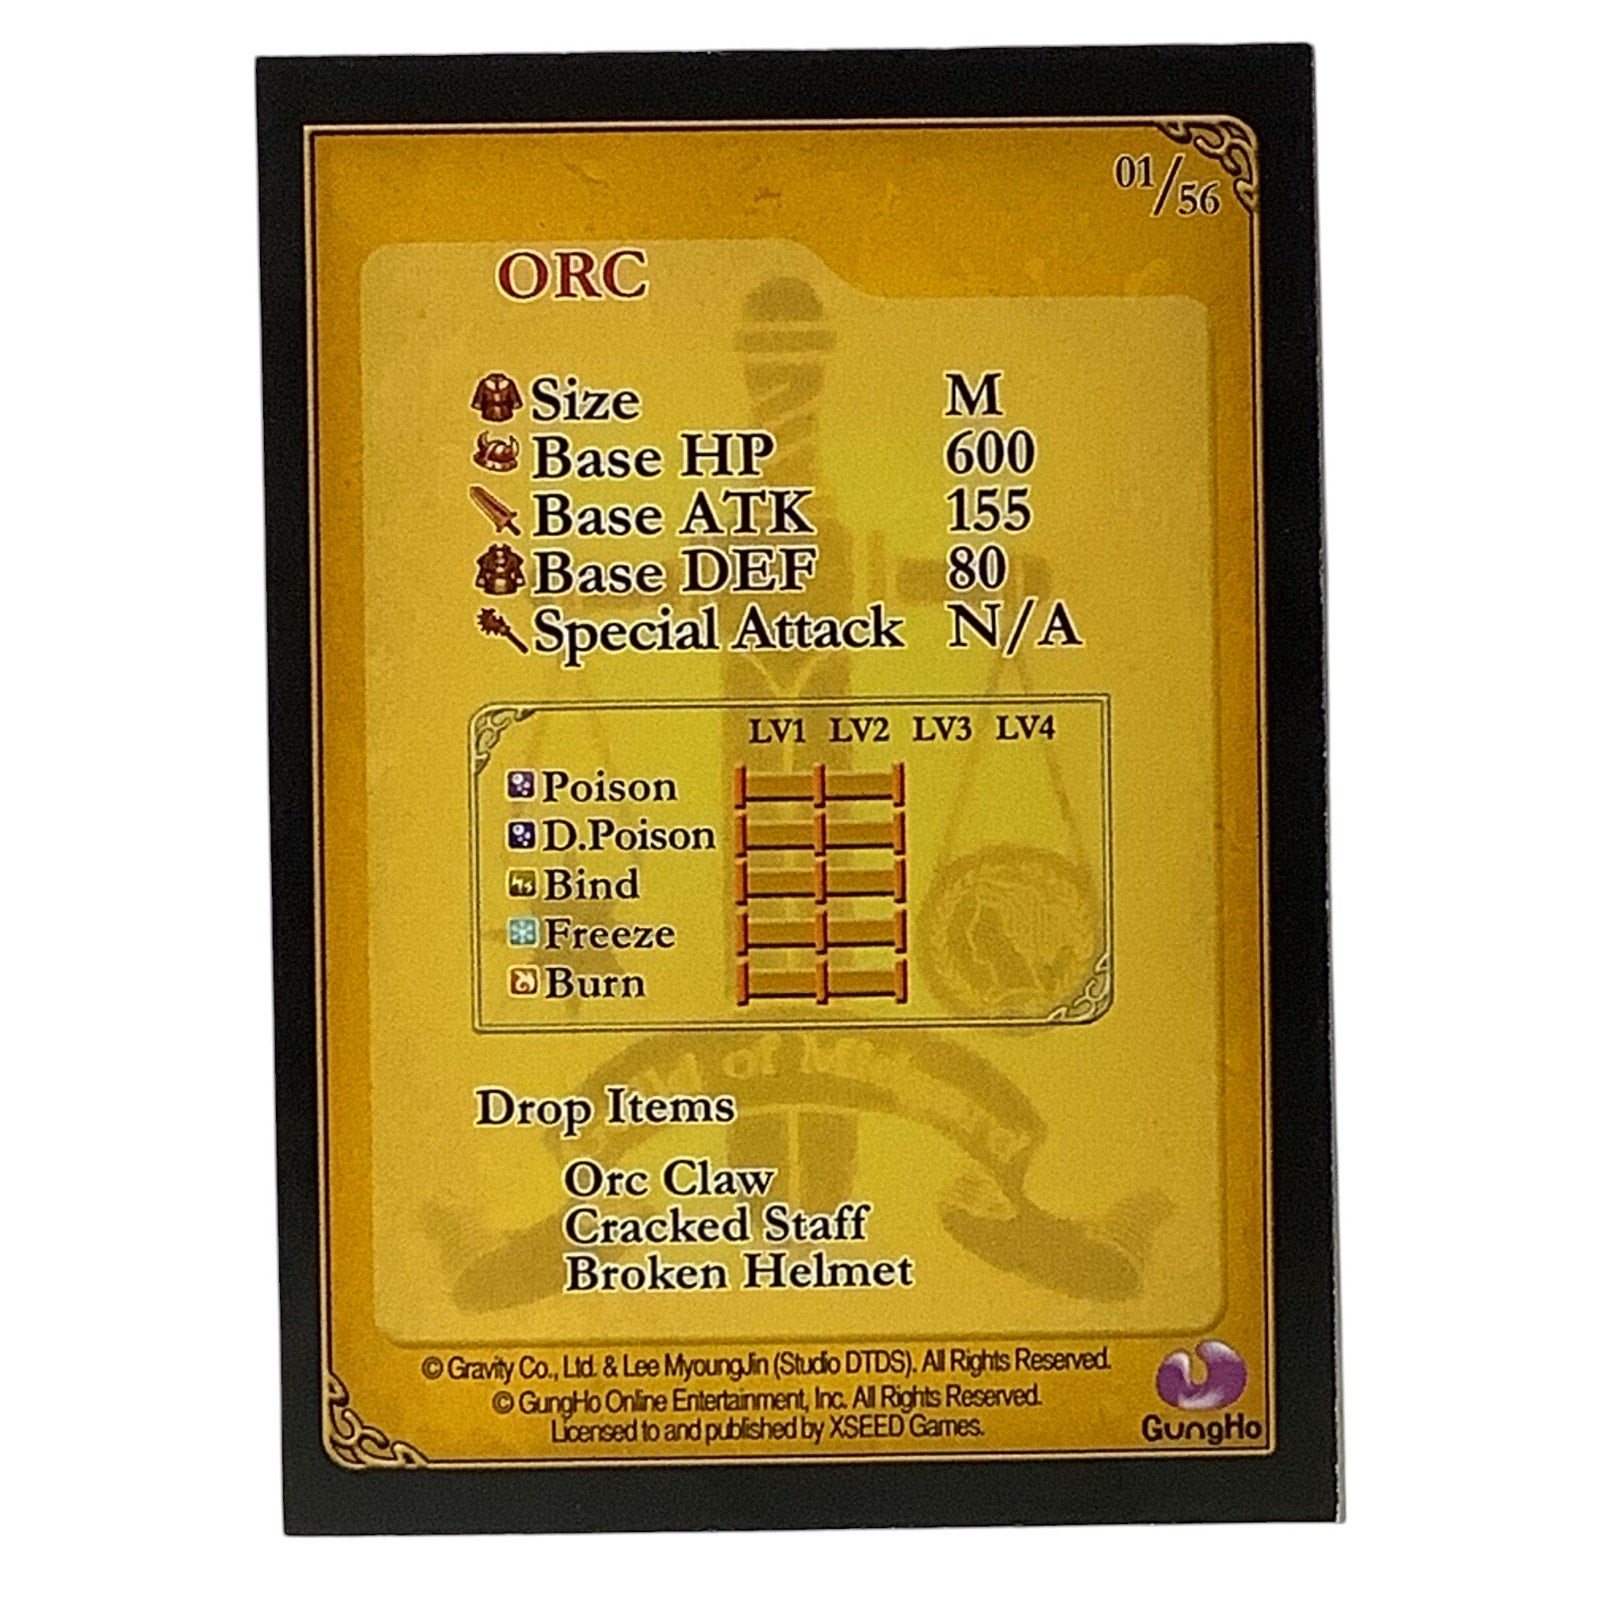 01/56
ORC
Size M
Base HP 600
Base ATK 155
Base DEF 80
Special Attack N/A
LV1 LV2 LV3 LV4
Poison
D.Poison
Bind
Freeze
Burn
of
Drop Items
Orc Claw
Cracked Staff
Broken Helmet
© Gravity Co., Ltd. & Lee MyoungJin (Studio DTDS). All Rights Reserved.
© GungHo Online Entertainment, Inc. All Rights Reserved.
Licensed to and published by XSEED Games.
GungHo